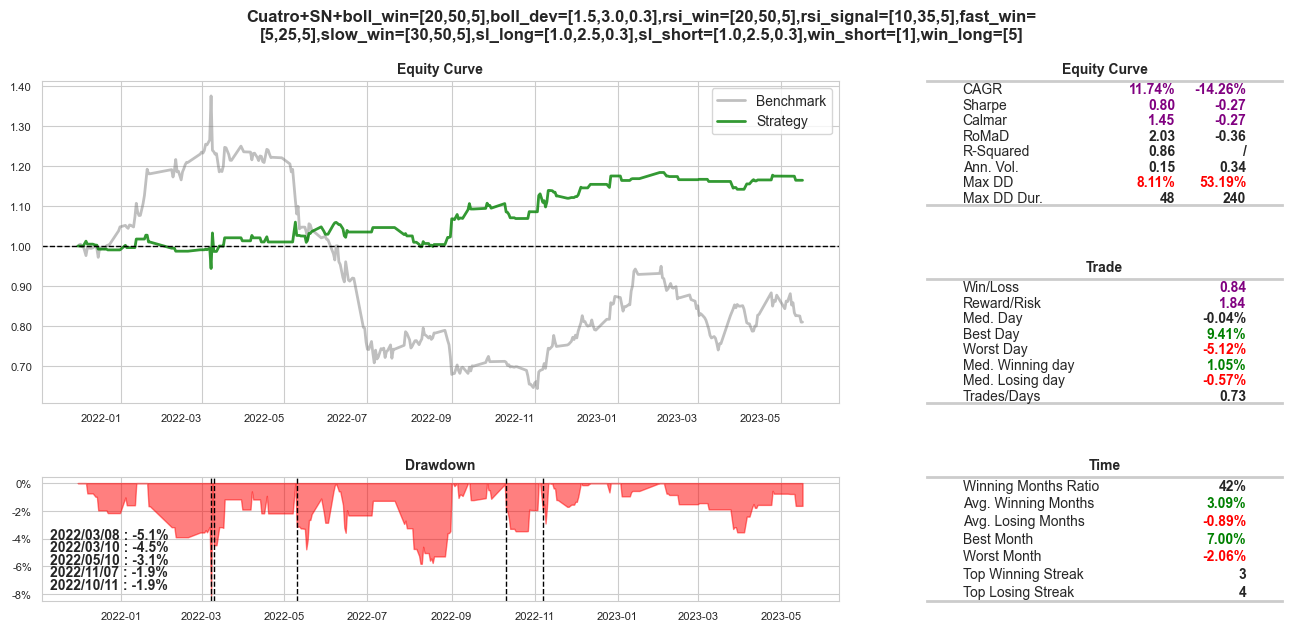 Cuatro+SN+boll_win=[20,50,5],boll_dev=[1.5,3.0,0.3],rsi_win=[20,50,5],rsi_signal=[10,35,5],fast_win=
[5,25,5],slow_win=[30,50,5],sl_long=[1.0,2.5,0.3],sl_short=[1.0,2.5,0.3],win_short=[1],win_long=[5]
Equity Curve
1.40
1.30
1.20
1.10
1.00
0.90
0.80
0.70
Benchmark
Strategy
2022-01 2022-03 2022-05 2022-07 2022-09 2022-11 2023-01 2023-03 2023-05
Equity Curve
CAGR 11.74% -14.26%
Sharpe 0.80 -0.27
Calmar 1.45 -0.27
RoMaD 2.03 -0.36
R-Squared 0.86 /
Ann. Vol. 0.15 0.34
Max DD 8.11% 53.19%
Max DD Dur. 48 240
Trade
Win/Loss 0.84
Reward/Risk 1.84
Med. Day -0.04%
Best Day 9.41%
Worst Day -5.12%
Med. Winning day 1.05%
Med. Losing day -0.57%
Trades/Days 0.73
Drawdown
0%
-2%
-4%
-6%
-8%
2022/03/08 : -5.1%
2022/03/10 : -4.5%
2022/05/10 : -3.1%
2022/11/07 : -1.9%
2022/10/11 : -1.9%
2022-01 2022-03 2022-05 2022-07 2022-09 2022-11 2023-01 2023-03 2023-05
Time
Winning Months Ratio 42%
Avg. Winning Months 3.09%
Avg. Losing Months -0.89%
Best Month 7.00%
Worst Month -2.06%
Top Winning Streak 3
Top Losing Streak 4